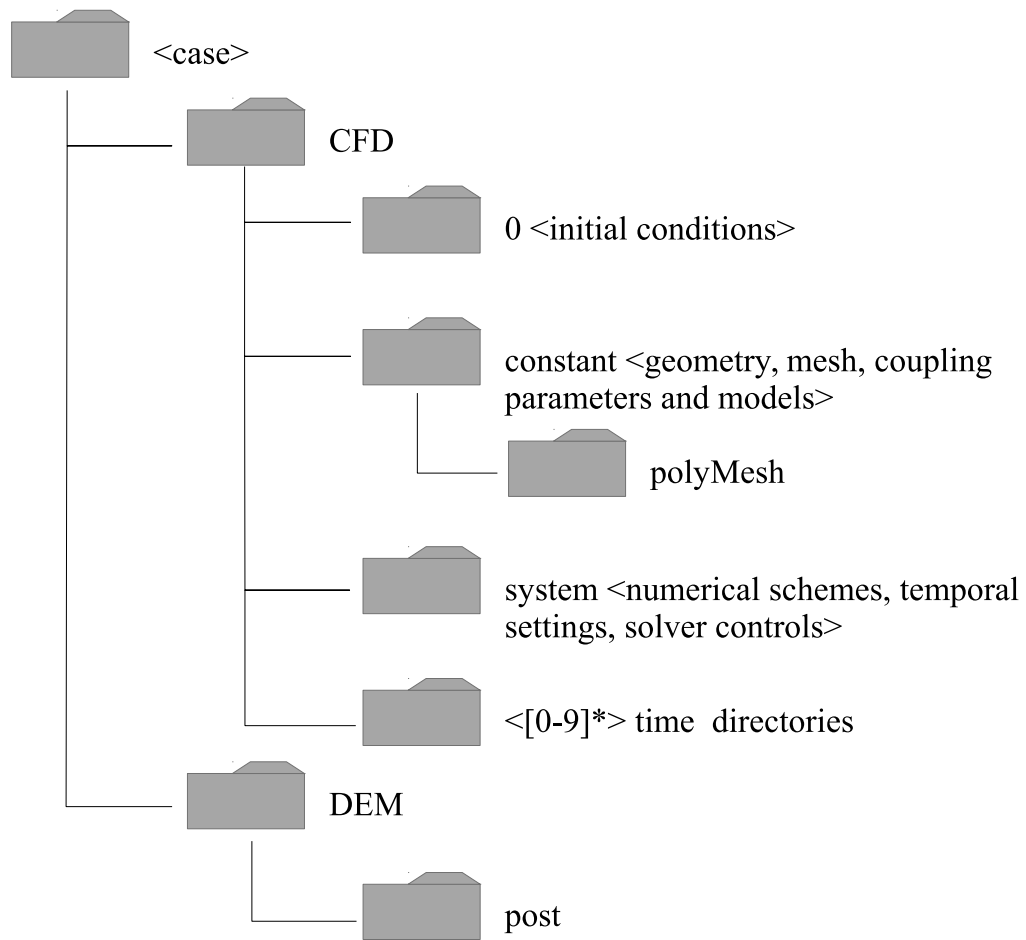 <case>
CFD
0 <initial conditions>
constant <geometry, mesh, coupling
parameters and models>
polyMesh
system <numerical schemes, temporal
settings, solver controls>
<[0-9]*> time directories
DEM
post